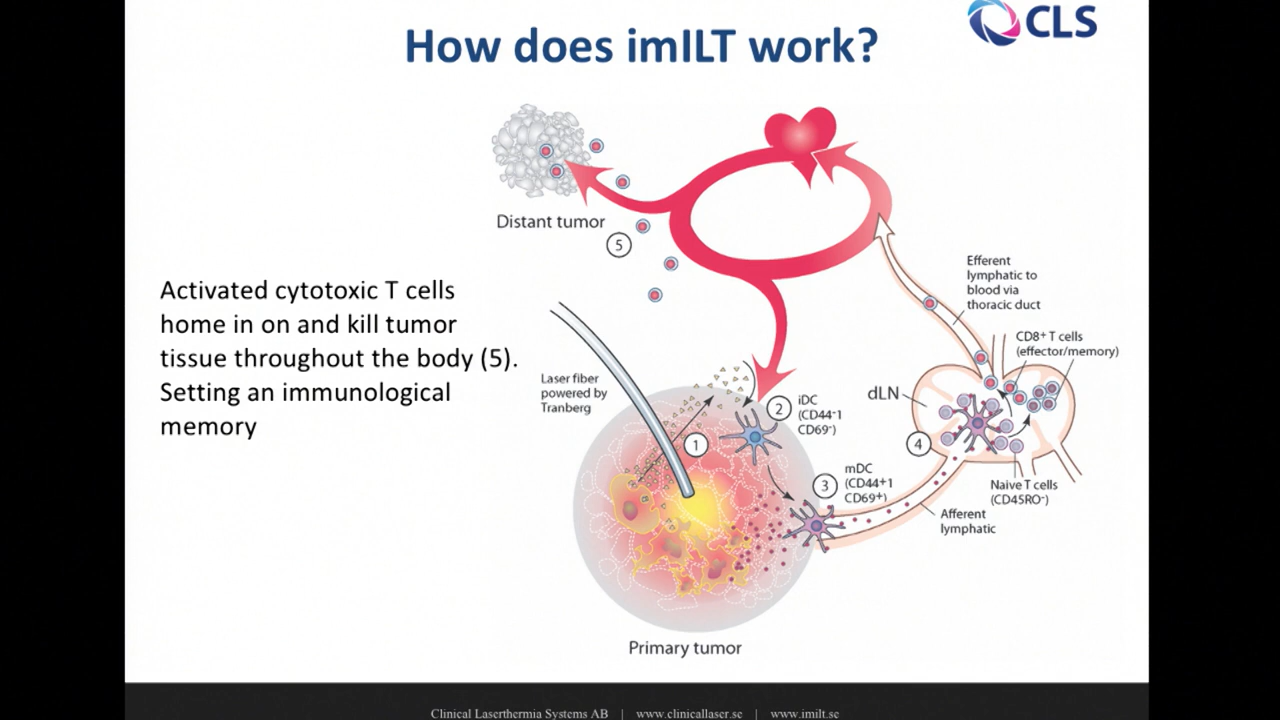 How does imILT work?
CLS
Distant tumor
5
Activated cytotoxic T cells
home in on and kill tumor
tissue throughout the body (5).
Setting an immunological
memory
Efferent
lymphatic to
blood via
thoracic duct
CD8+ T cells
(effector/memory)
Laser fiber
powered by
Tranberg
dLN
2
iDC
(CD44-1
CD69-)
1
4
3
mDC
(CD44+1
CD69+)
Naive T cells
(CD45RO-)
Afferent
lymphatic
Primary tumor
Clinical Laserthermia Systems AB | www.clinicallaser.se | www.imilt.se